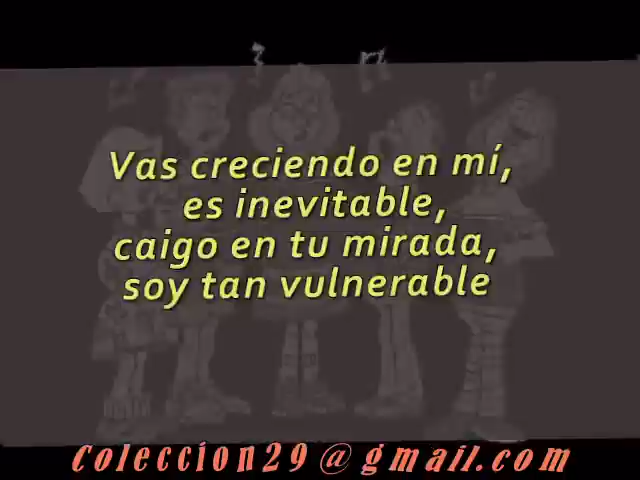 Vas creciendo en mí,
es inevitable,
caigo en tu mirada,
soy tan vulnerable
Coleccion29@gmail.com